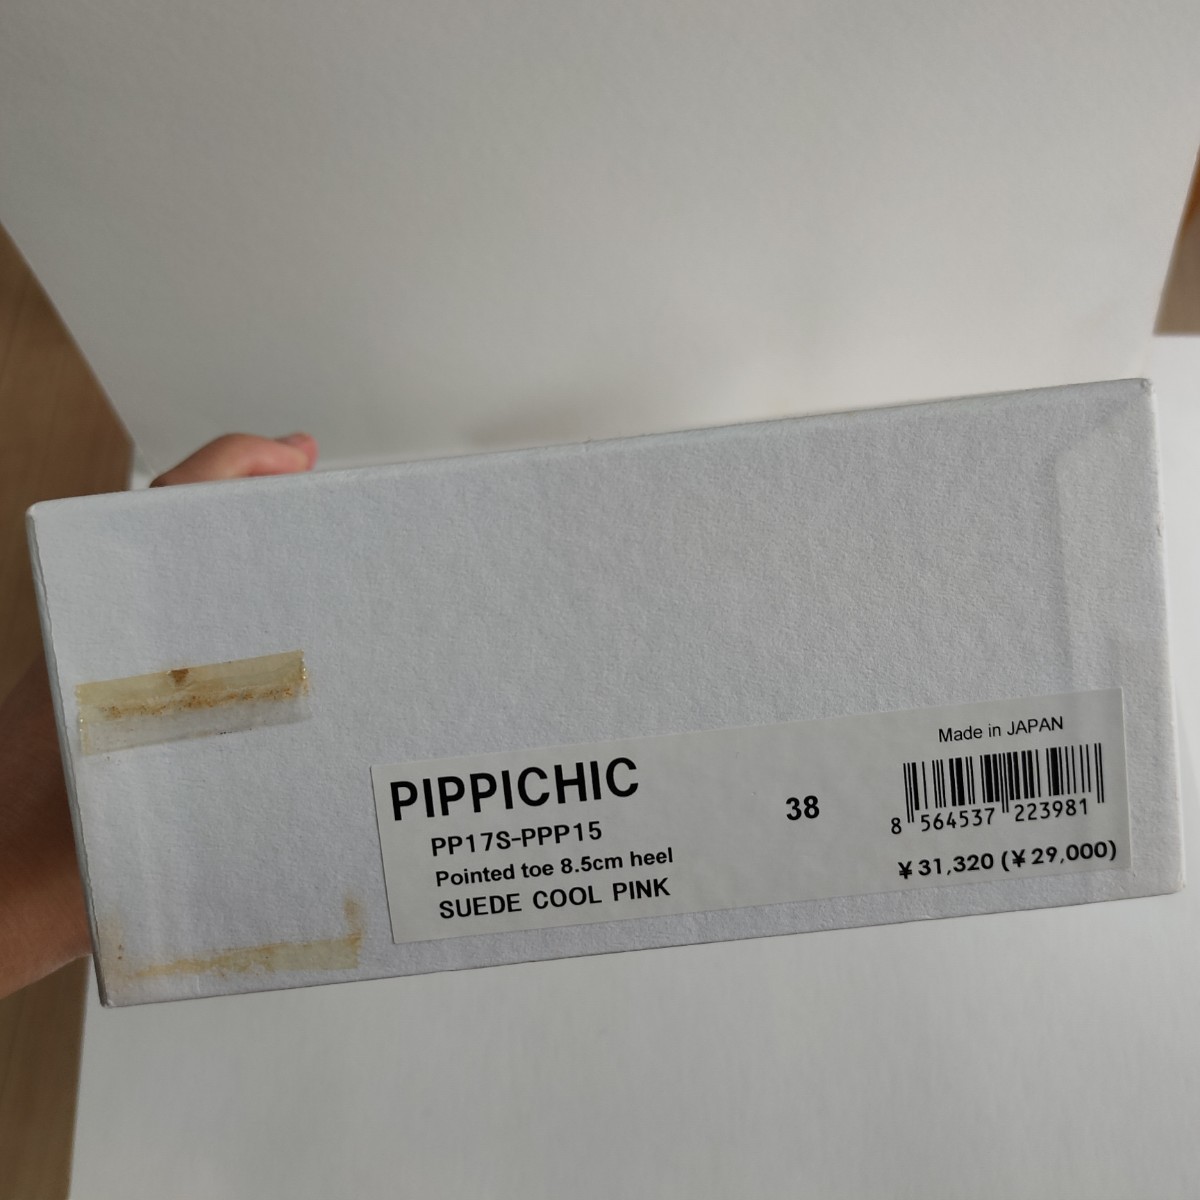 PIPPICHIC
PP17S-PPP15
Pointed toe 8.5cm heel
SUEDE COOL PINK
38
Made in JAPAN
8 564537 223981
¥31,320 (¥29,000)